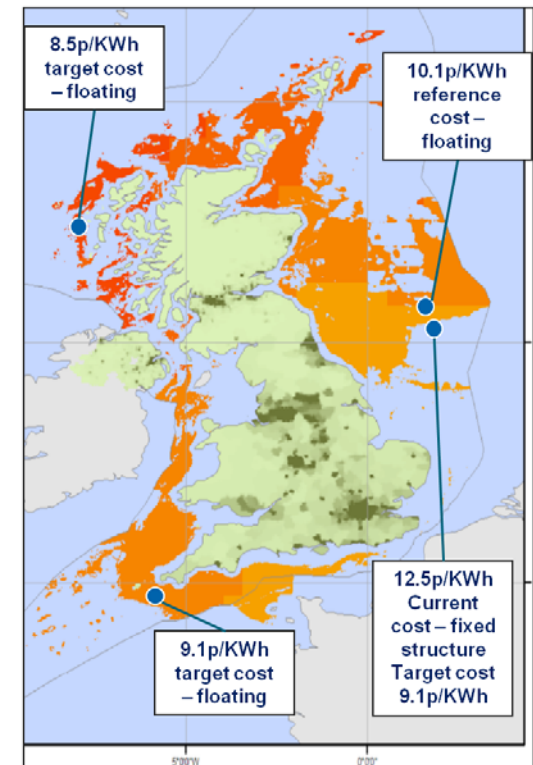 8.5p/KWh
target cost
– floating
10.1p/KWh
reference
cost –
floating
9.1p/KWh
target cost
– floating
12.5p/KWh
Current
cost – fixed
structure
Target cost
9.1p/KWh